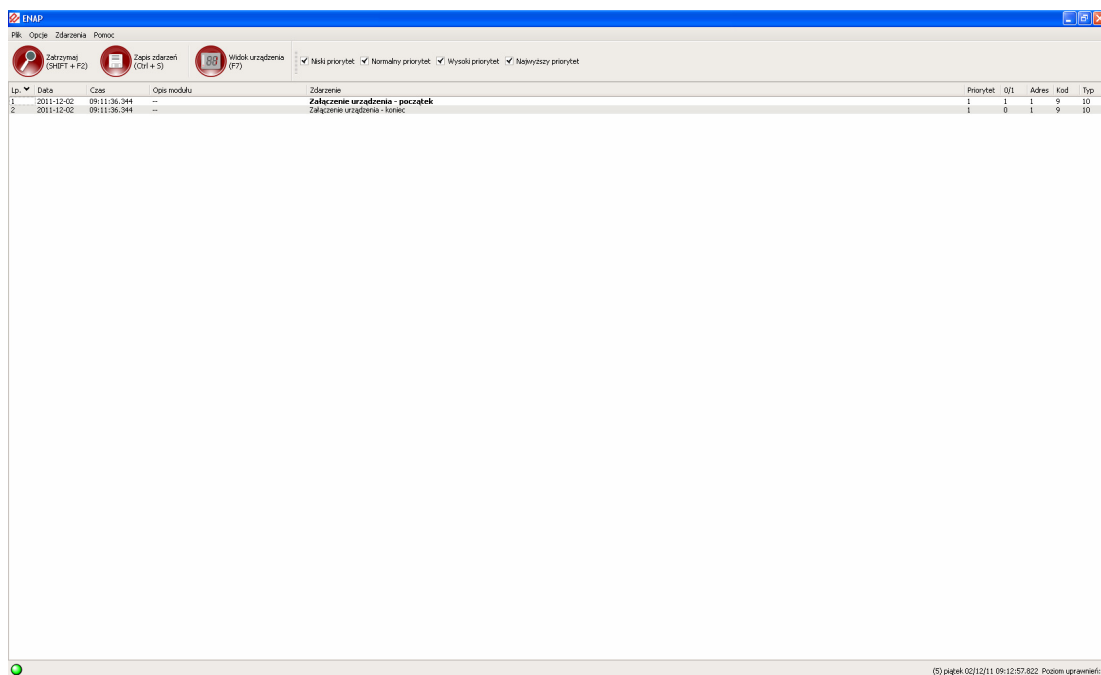 ENAP
Plik Opcje Zdarzenia Pomoc
Zatrzymaj
(SHIFT + F2)
Zapis zdarzeń
(Ctrl + S)
88
Widok urządzenia
(F7)
Niski priorytet Normalny priorytet Wysoki priorytet Najwyższy priorytet
Lp. Data Czas Opis modułu Zdarzenie Priorytet 0/1 Adres Kod Typ
1 2011-12-02 09:11:36.344 -- Załączenie urządzenia - początek 1 1 1 9 10
2 2011-12-02 09:11:36.344 -- Załączenie urządzenia - koniec 1 0 1 9 10
(5) piątek 02/12/11 09:12:57.822 Poziom uprawnień: